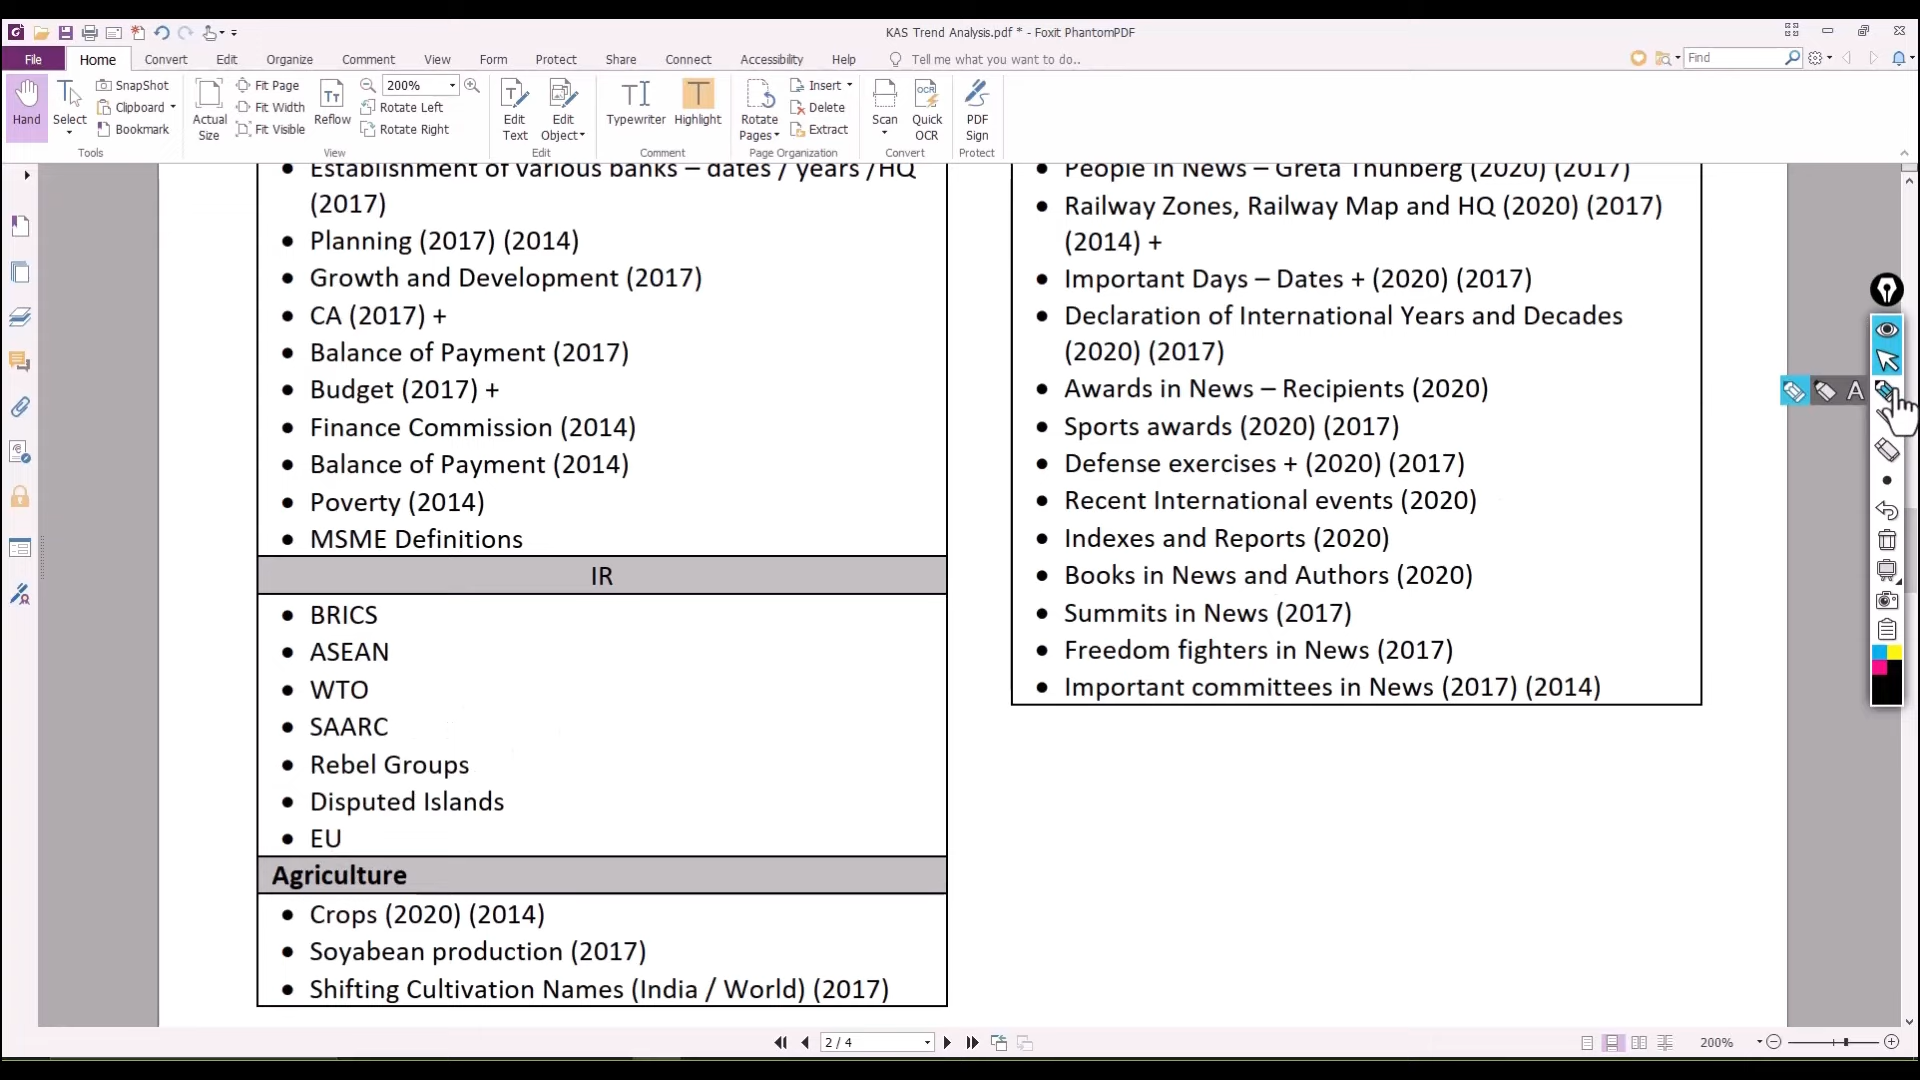 KAS Trend Analysis.pdf * - Foxit PhantomPDF
File Home Convert Edit Organize Comment View Form Protect Share Connect Accessibility Help Tell me what you want to do.. Find
Hand
Select
SnapShot
Clipboard
Bookmark
Tools
Actual Size
Fit Page
Fit Width
Fit Visible
Reflow
200%
Rotate Left
Rotate Right
View
Edit Text
Edit Object
Edit
Typewriter
Highlight
Comment
Rotate Pages
Insert
Delete
Extract
Page Organization
Scan
Quick OCR
Convert
PDF Sign
Protect
• Establishment of various banks – dates / years /HQ
(2017)
• Planning (2017) (2014)
• Growth and Development (2017)
• CA (2017) +
• Balance of Payment (2017)
• Budget (2017) +
• Finance Commission (2014)
• Balance of Payment (2014)
• Poverty (2014)
• MSME Definitions
IR
• BRICS
• ASEAN
• WTO
• SAARC
• Rebel Groups
• Disputed Islands
• EU
Agriculture
• Crops (2020) (2014)
• Soyabean production (2017)
• Shifting Cultivation Names (India / World) (2017)
• People in News – Greta Thunberg (2020) (2017)
• Railway Zones, Railway Map and HQ (2020) (2017)
(2014) +
• Important Days – Dates + (2020) (2017)
• Declaration of International Years and Decades
(2020) (2017)
• Awards in News – Recipients (2020)
• Sports awards (2020) (2017)
• Defense exercises + (2020) (2017)
• Recent International events (2020)
• Indexes and Reports (2020)
• Books in News and Authors (2020)
• Summits in News (2017)
• Freedom fighters in News (2017)
• Important committees in News (2017) (2014)
A
2 / 4
200%